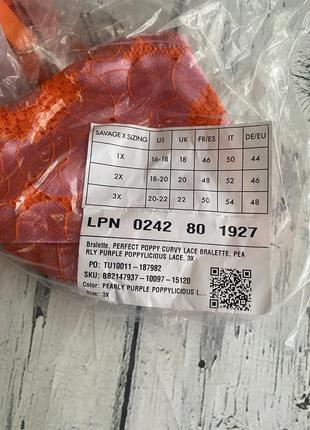 SAVAGE X SIZING US UK FR/ES IT DE/EU
1X 16-18 18 46 50 44
2X 18-20 20 48 52 46
3X 20-22 22 50 54 48
LPN 0242 80 1927
Bralette, PERFECT POPPY CURVY LACE BRALETTE, PEA
RLY PURPLE POPPYLICIOUS LACE, 3X
PO: TU10011-187982
SKU: BB2147937-10097-15120
Color: PEARLY PURPLE POPPYLICIOUS L...
Size: 3X